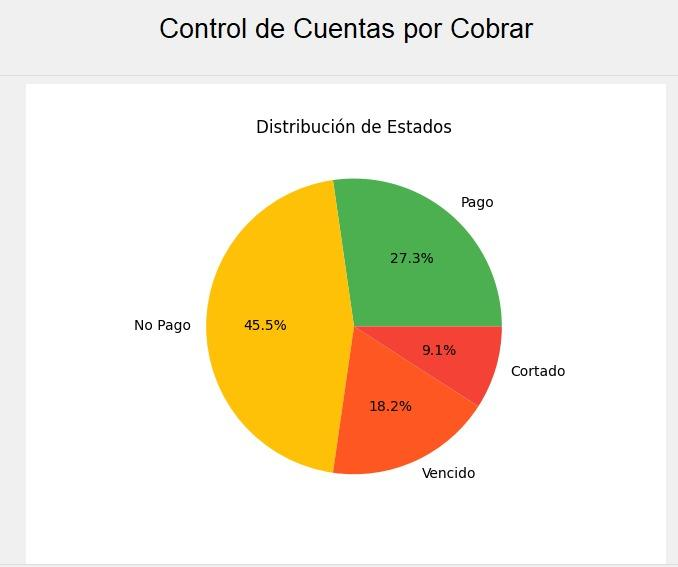 Control de Cuentas por Cobrar
Distribución de Estados
Pago
27.3%
No Pago
45.5%
9.1%
Cortado
18.2%
Vencido